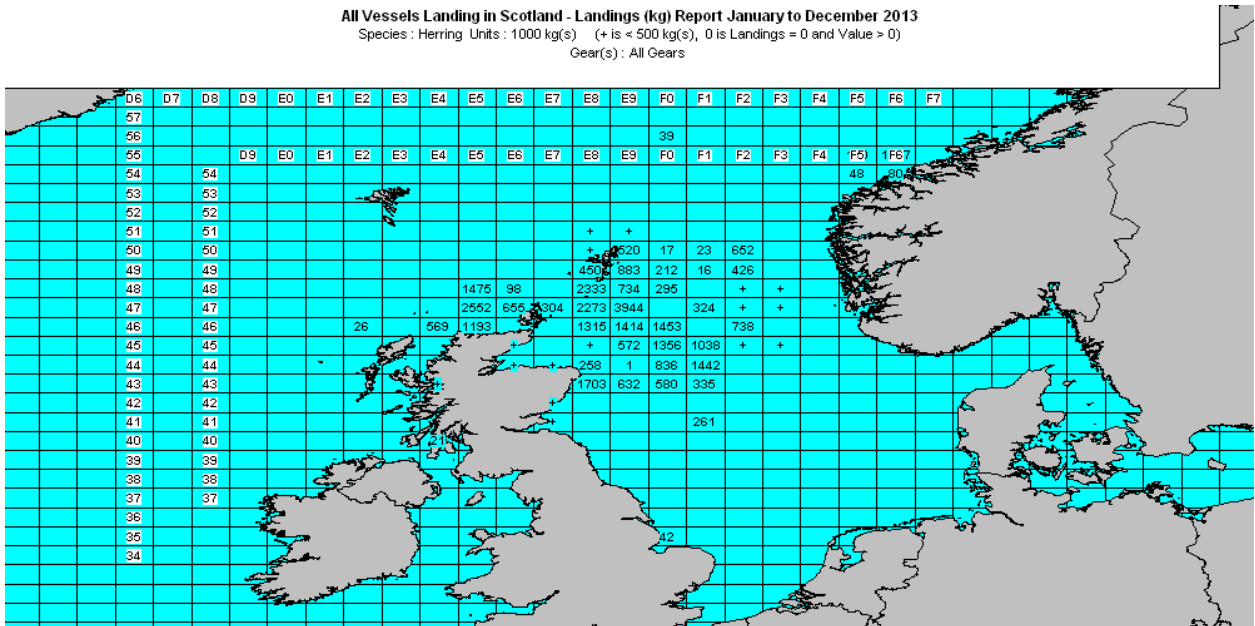 All Vessels Landing in Scotland - Landings (kg) Report January to December 2013
Species : Herring Units : 1000 kg(s) (+ is < 500 kg(s), 0 is Landings = 0 and Value > 0)
Gear(s) : All Gears
D6 D7 D8 D9 E0 E1 E2 E3 E4 E5 E6 E7 E8 E9 F0 F1 F2 F3 F4 F5 F6 F7
57
56 39
55 D9 E0 E1 E2 E3 E4 E5 E6 E7 E8 E9 F0 F1 F2 F3 F4
54 54 48 80
53 53
52 52
51 51 + +
50 50 + 520 17 23 652
49 49 450 883 212 16 426
48 48 1475 98 2333 734 295 + +
47 47 2552 655 304 2273 3944 324 + +
46 46 26 569 1193 1315 1414 1453 738
45 45 + + 572 1356 1038 + +
44 44 + + 258 1 836 1442
43 43 + 1703 632 580 335
42 42 +
41 41 + 261
40 40 21
39 39
38 38
37 37
36
35 42
34